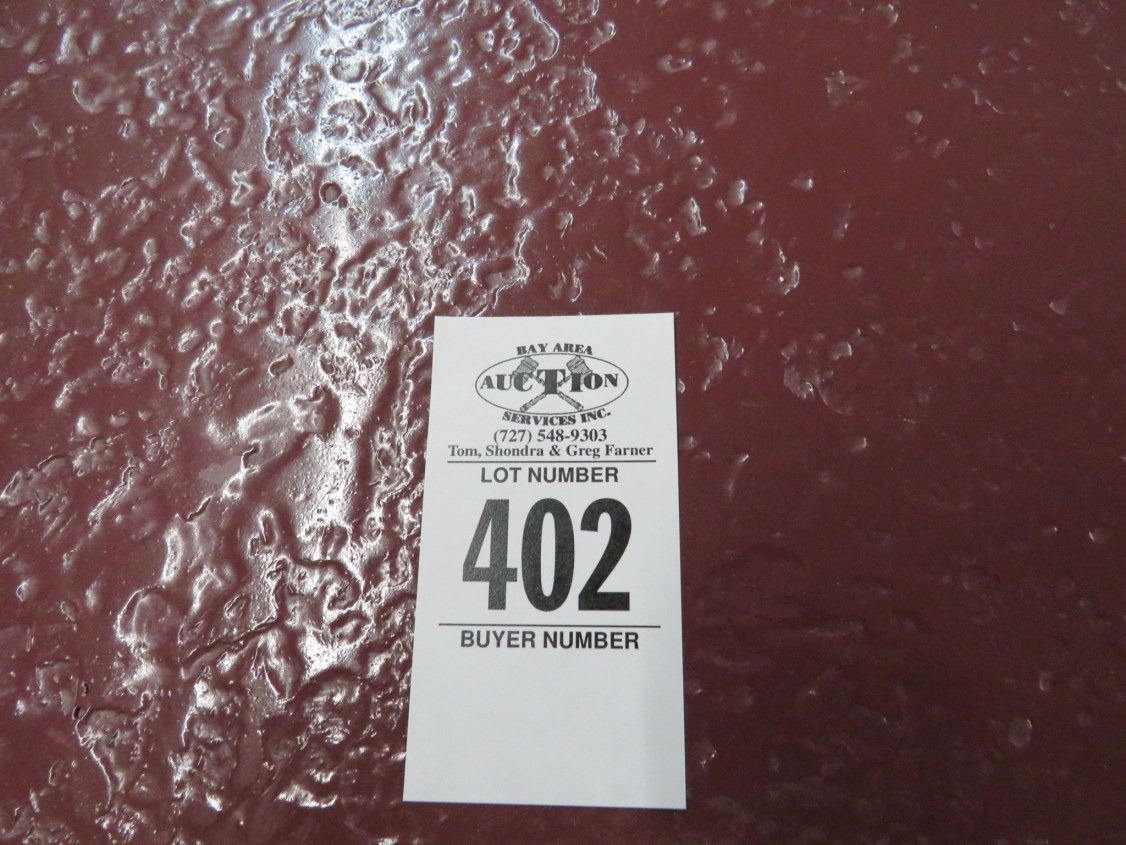 BAY AREA
AUCTION
SERVICES INC.
(727) 548-9303
Tom, Shondra & Greg Farner
LOT NUMBER
402
BUYER NUMBER